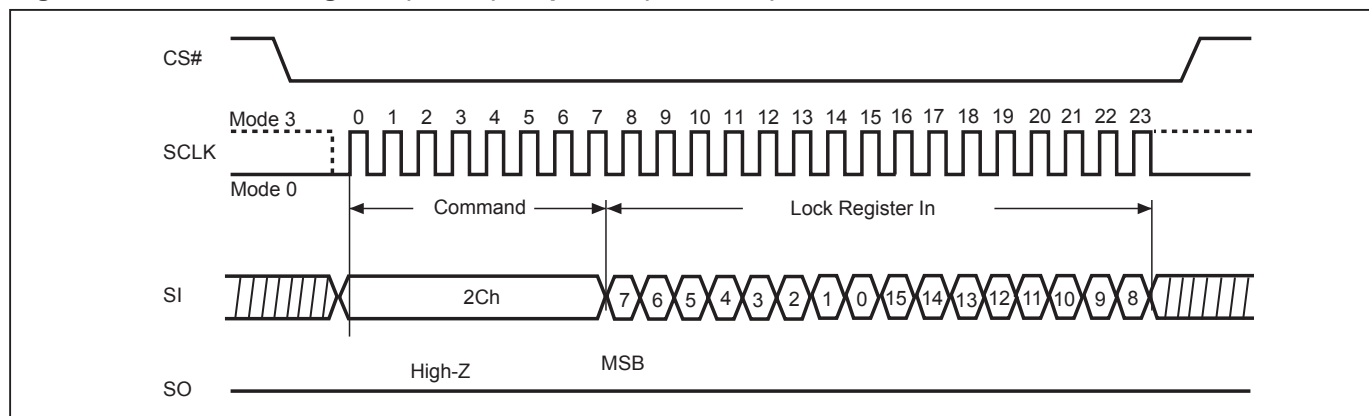 CS#
Mode 3 0 1 2 3 4 5 6 7 8 9 10 11 12 13 14 15 16 17 18 19 20 21 22 23
SCLK
Mode 0
Command Lock Register In
SI 2Ch 7 6 5 4 3 2 1 0 15 14 13 12 11 10 9 8
High-Z MSB
SO